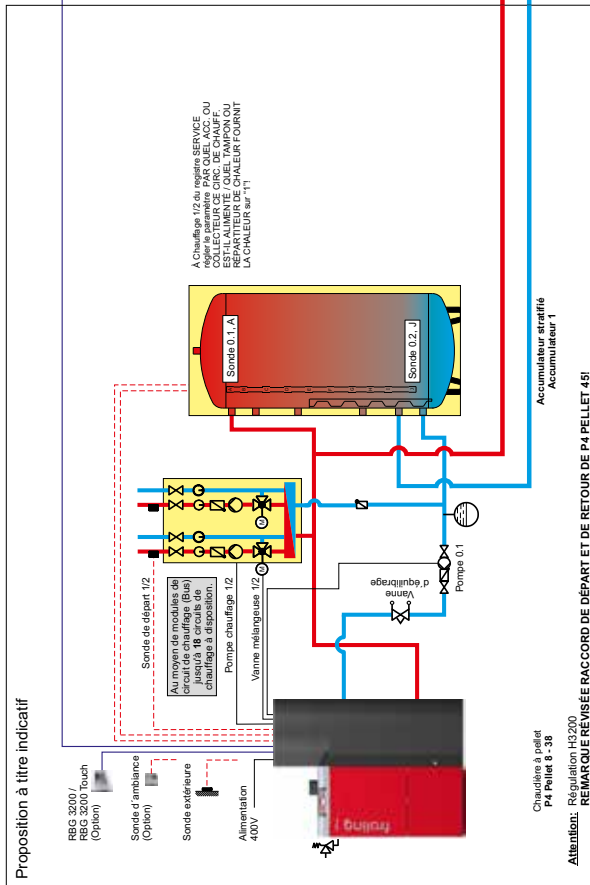 Proposition à titre indicatif
RBG 3200 /
RBG 3200 Touch
(Option)
Sonde d'ambiance
(Option)
Sonde extérieure
Alimentation
400V
Sonde de départ 1/2
Au moyen de modules de
circuit de chauffage (Bus)
jusqu'à 18 circuits de
chauffage à disposition.
Pompe chauffage 1/2
Vanne mélangeuse 1/2
M
M
À Chauffage 1/2 du registre SERVICE
régler le paramètre PAR QUEL ACC. OU
COLLECTEUR CE CIRC. DE CHAUFF.
EST-IL ALIMENTÉ / QUEL TAMPON OU
RÉPARTITEUR DE CHALEUR FOURNIT
LA CHALEUR sur "1"!
Sonde 0.1, A
Sonde 0.2, J
Vanne
d'équilibrage
Pompe 0.1
froling
Accumulateur stratifié
Accumulateur 1
Chaudière à pellet
P4 Pellet 8 - 38
Attention: Régulation H3200
REMARQUE RÉVISÉE RACCORD DE DÉPART ET DE RETOUR DE P4 PELLET 45!